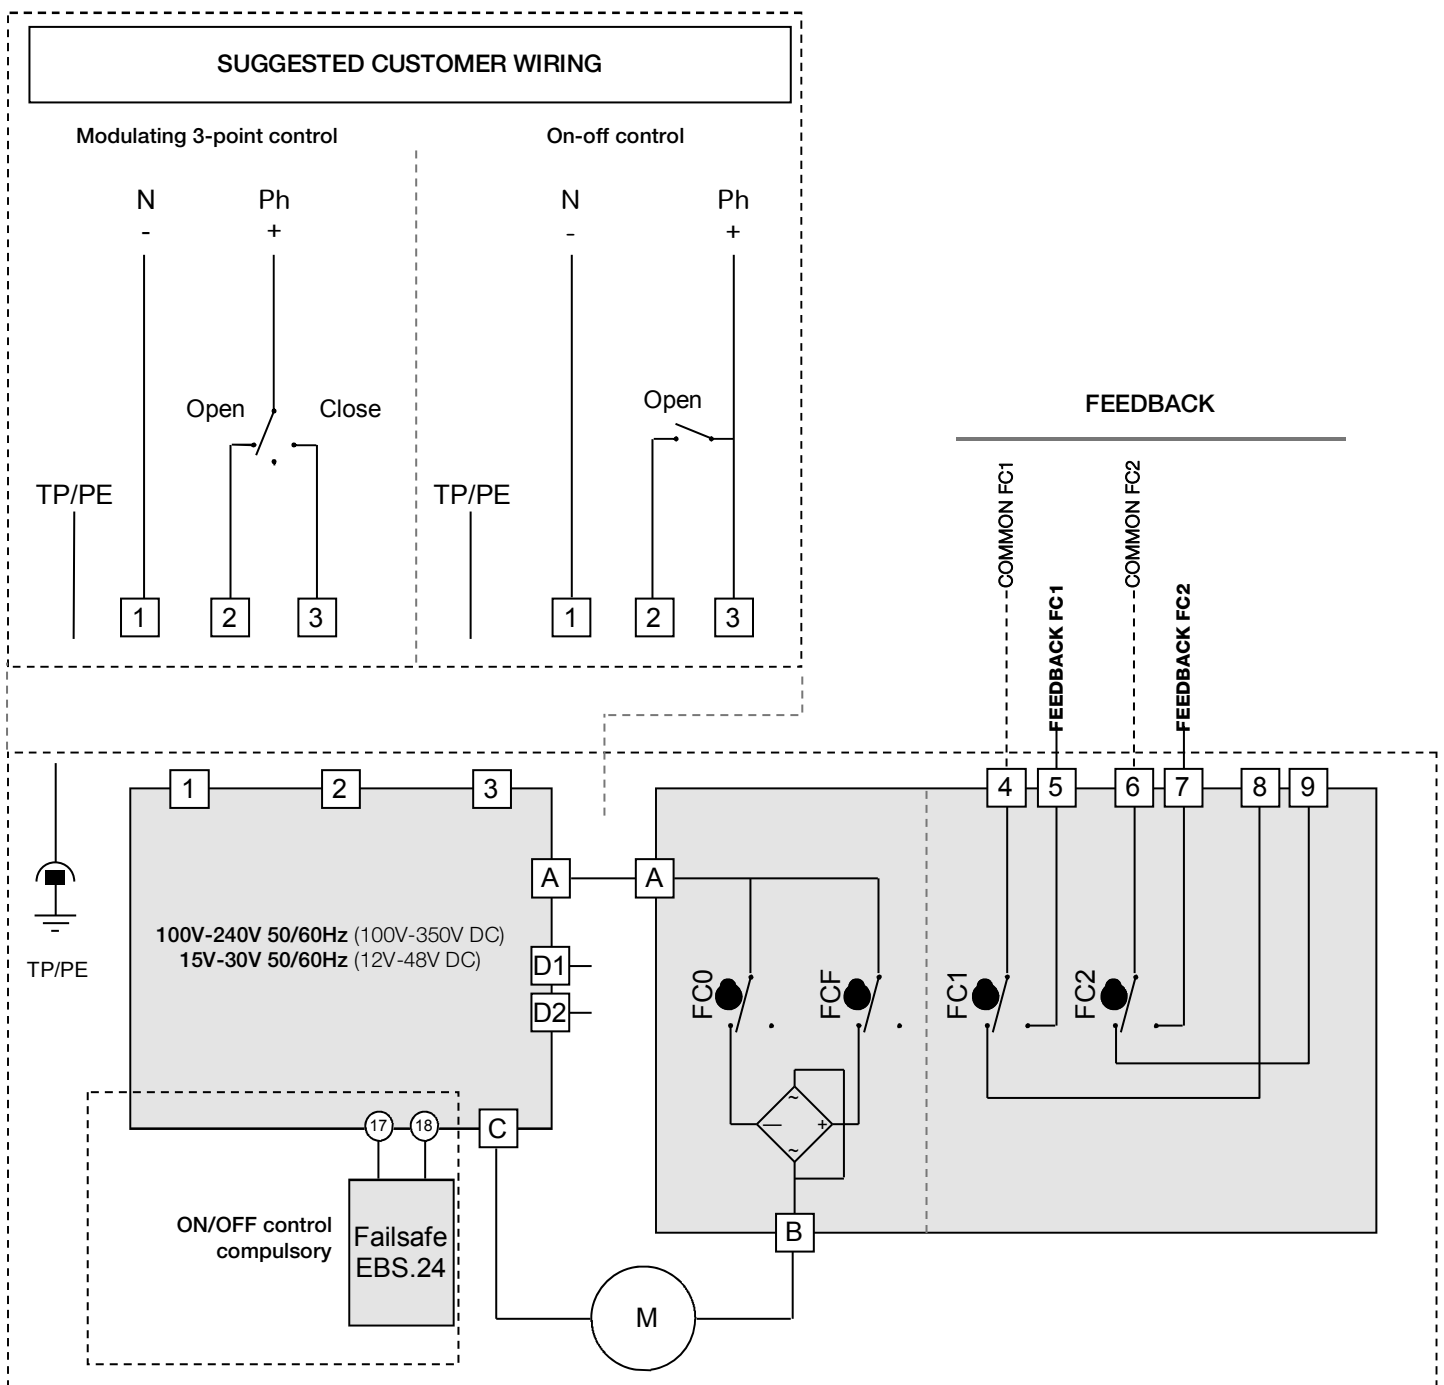 SUGGESTED CUSTOMER WIRING
Modulating 3-point control
On-off control
N
Ph
N
Ph
-
+
-
+
Open
Close
Open
TP/PE
TP/PE
1
2
3
1
2
3
FEEDBACK
COMMON FC1
FEEDBACK FC1
COMMON FC2
FEEDBACK FC2
1
2
3
4
5
6
7
8
9
A
A
100V-240V 50/60Hz (100V-350V DC)
15V-30V 50/60Hz (12V-48V DC)
TP/PE
D1
D2
FC0
FCF
FC1
FC2
~
—
+
~
17
18
C
ON/OFF control
compulsory
Failsafe
EBS.24
B
M